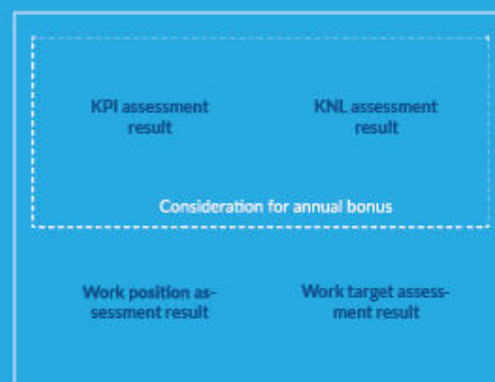 KPI assessment
result
KNL assessment
result
Consideration for annual bonus
Work position as-
sessment result
Work target assess-
ment result